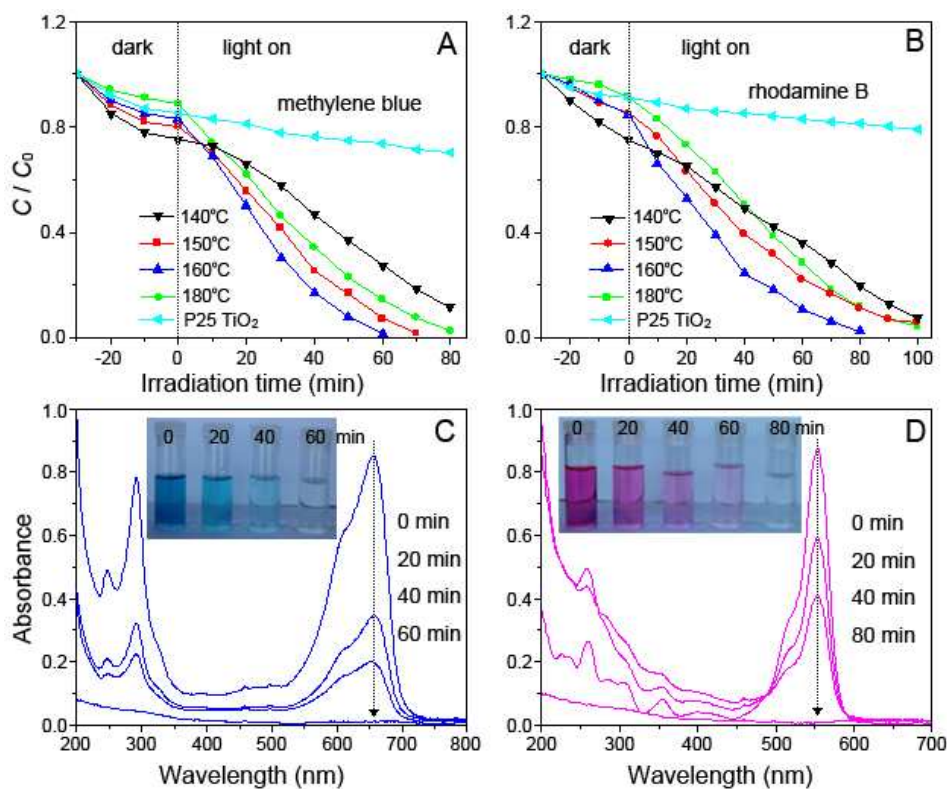 A
dark light on
methylene blue
140℃
150℃
160℃
180℃
P25 TiO₂
C / C₀
1.2
0.8
0.4
0.0
-20 0 20 40 60 80
Irradiation time (min)
B
dark light on
rhodamine B
140℃
150℃
160℃
180℃
P25 TiO₂
1.2
0.8
0.4
0.0
-20 0 20 40 60 80 100
Irradiation time (min)
C
0 20 40 60 min
0 min
20 min
40 min
60 min
Absorbance
1.0
0.8
0.6
0.4
0.2
0.0
200 300 400 500 600 700 800
Wavelength (nm)
D
0 20 40 60 80 min
0 min
20 min
40 min
80 min
1.0
0.8
0.6
0.4
0.2
0.0
200 300 400 500 600 700
Wavelength (nm)